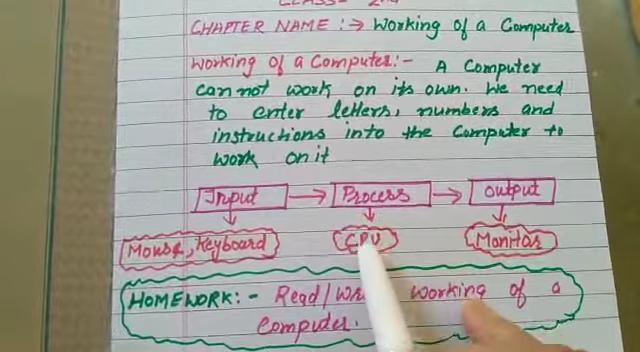 CLASS- 2nd
CHAPTER NAME :→ Working of a Computer
Working of a Computer:- A Computer
can not work on its own. We need
to enter letters, numbers and
instructions into the Computer to
work on it
Input → Process → Output
Mouse, Keyboard CPU Monitor
HOMEWORK:- Read/ working of a
Computer.